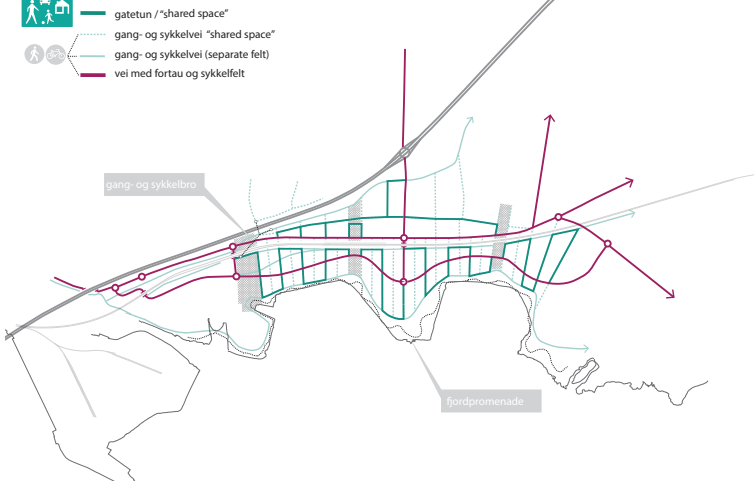 gatetun / “shared space”
gang- og sykkelvei “shared space”
gang- og sykkelvei (separate felt)
vei med fortau og sykkelfelt
gang- og sykkelbro
fjordpromenade